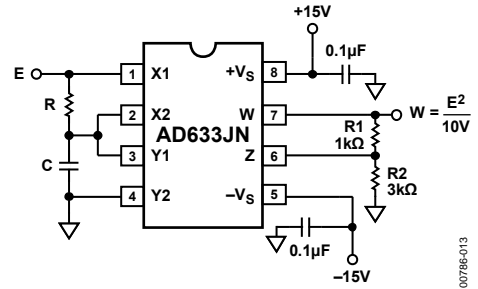 +15V
0.1µF
E
1 X1
+VS 8
R
2 X2
W 7
W = E2
10V
AD633JN
R1
1kΩ
3 Y1
Z 6
C
R2
3kΩ
4 Y2
–VS 5
0.1µF
–15V
00786-013